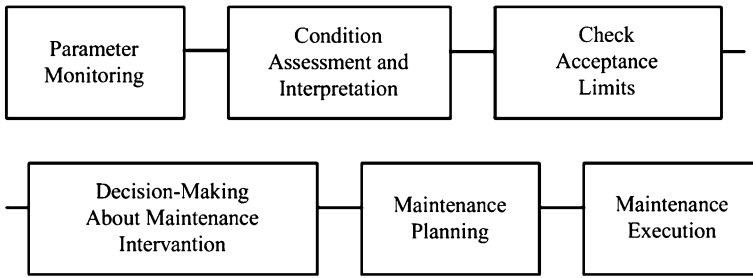 Parameter
Monitoring
Condition
Assessment and
Interpretation
Check
Acceptance
Limits
Decision-Making
About Maintenance
Intervantion
Maintenance
Planning
Maintenance
Execution